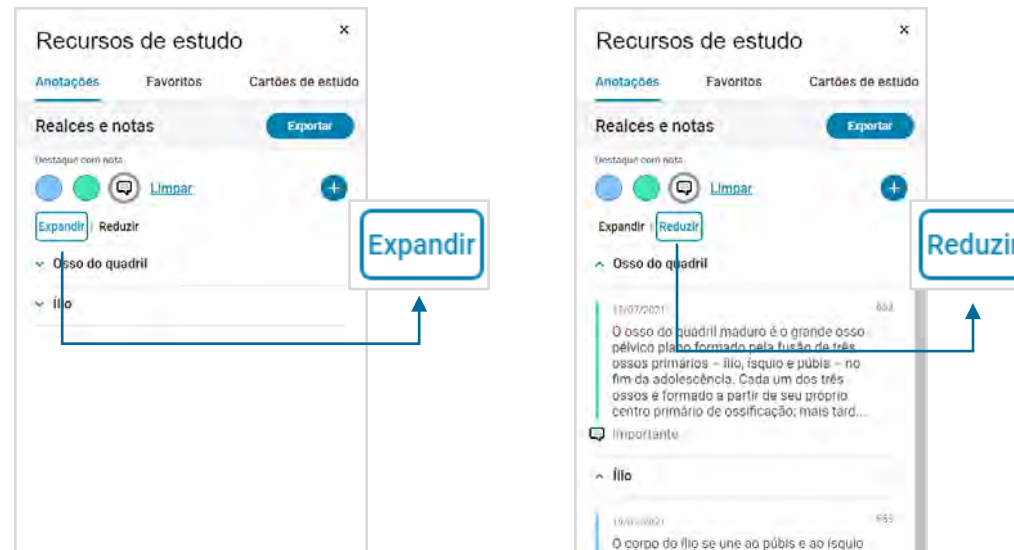 Recursos de estudo
×
Anotações Favoritos Cartões de estudo
Realces e notas Exportar
Destaque com nota
Limpar +
Expandir | Reduzir
Osso do quadril
Ílio
Expandir
Recursos de estudo
×
Anotações Favoritos Cartões de estudo
Realces e notas Exportar
Destaque com nota
Limpar +
Expandir | Reduzir
Osso do quadril
O osso do quadril maduro é o grande osso
pélvico plano formado pela fusão de três
ossos primários – ílio, ísquio e púbis – no
fim da adolescência. Cada um dos três
ossos é formado a partir de seu próprio
centro primário de ossificação; mais tard...
Importante
Ílio
O corpo do ílio se une ao púbis e ao ísquio
Reduzir